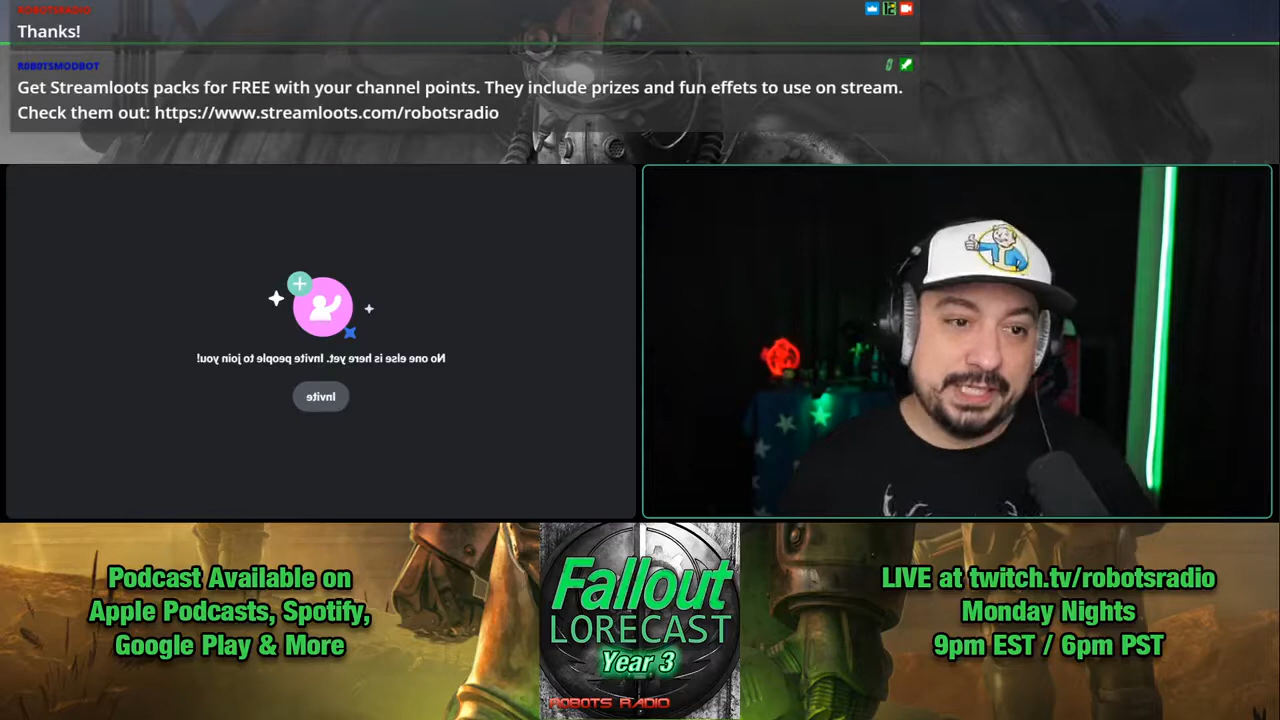 ROBOTSRADIO
Thanks!
ROBOTSMODBOT
Get Streamloots packs for FREE with your channel points. They include prizes and fun effets to use on stream.
Check them out: https://www.streamloots.com/robotsradio
No one is else is here yet. Invite people to join you!
Invite
Podcast Available on
Apple Podcasts, Spotify,
Google Play & More
Fallout
LORECAST
Year 3
ROBOTS RADIO
LIVE at twitch.tv/robotsradio
Monday Nights
9pm EST / 6pm PST